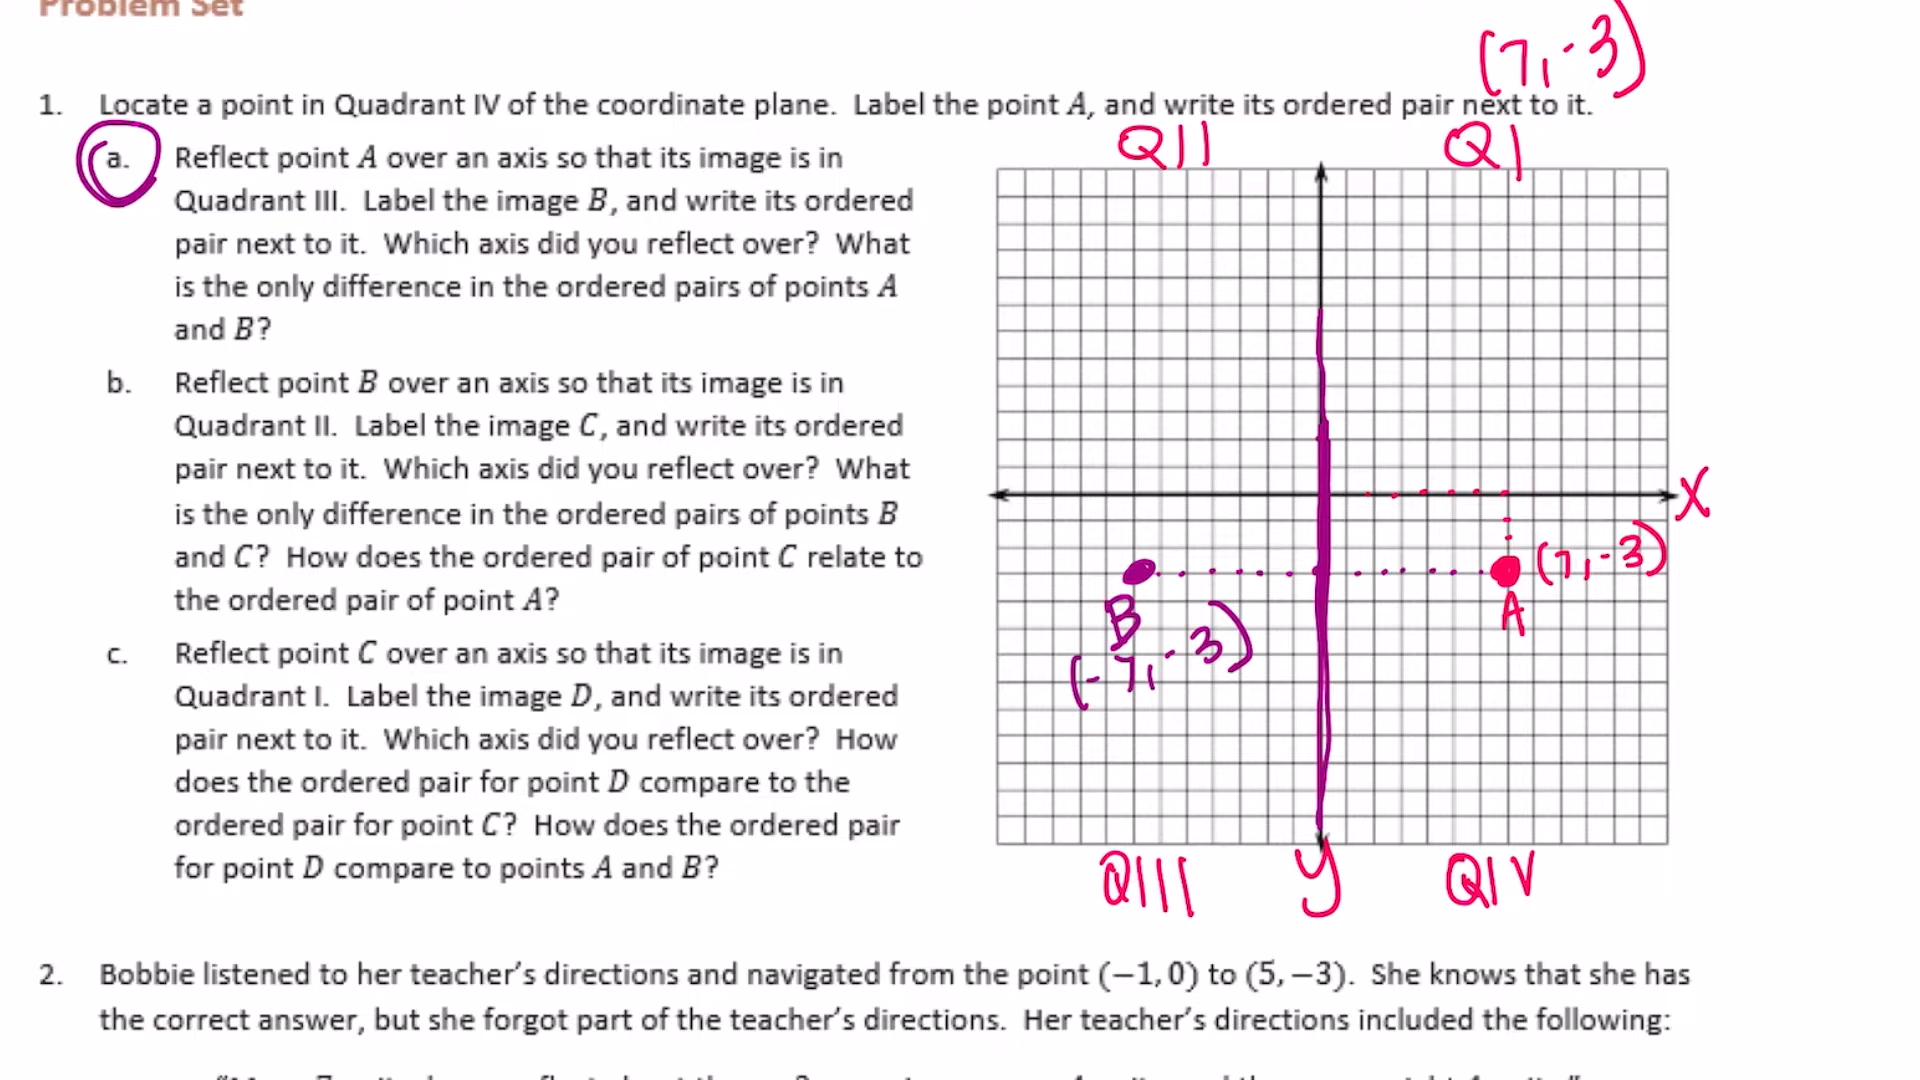 Problem Set
(7,-3)
1. Locate a point in Quadrant IV of the coordinate plane. Label the point A, and write its ordered pair next to it.
a. Reflect point A over an axis so that its image is in
Quadrant III. Label the image B, and write its ordered
pair next to it. Which axis did you reflect over? What
is the only difference in the ordered pairs of points A
and B?
b. Reflect point B over an axis so that its image is in
Quadrant II. Label the image C, and write its ordered
pair next to it. Which axis did you reflect over? What
is the only difference in the ordered pairs of points B
and C? How does the ordered pair of point C relate to
the ordered pair of point A?
c. Reflect point C over an axis so that its image is in
Quadrant I. Label the image D, and write its ordered
pair next to it. Which axis did you reflect over? How
does the ordered pair for point D compare to the
ordered pair for point C? How does the ordered pair
for point D compare to points A and B?
QII QI
X
(7,-3)
A
B
(-7,-3)
QIII y QIV
2. Bobbie listened to her teacher’s directions and navigated from the point (−1, 0) to (5, −3). She knows that she has
the correct answer, but she forgot part of the teacher’s directions. Her teacher’s directions included the following: